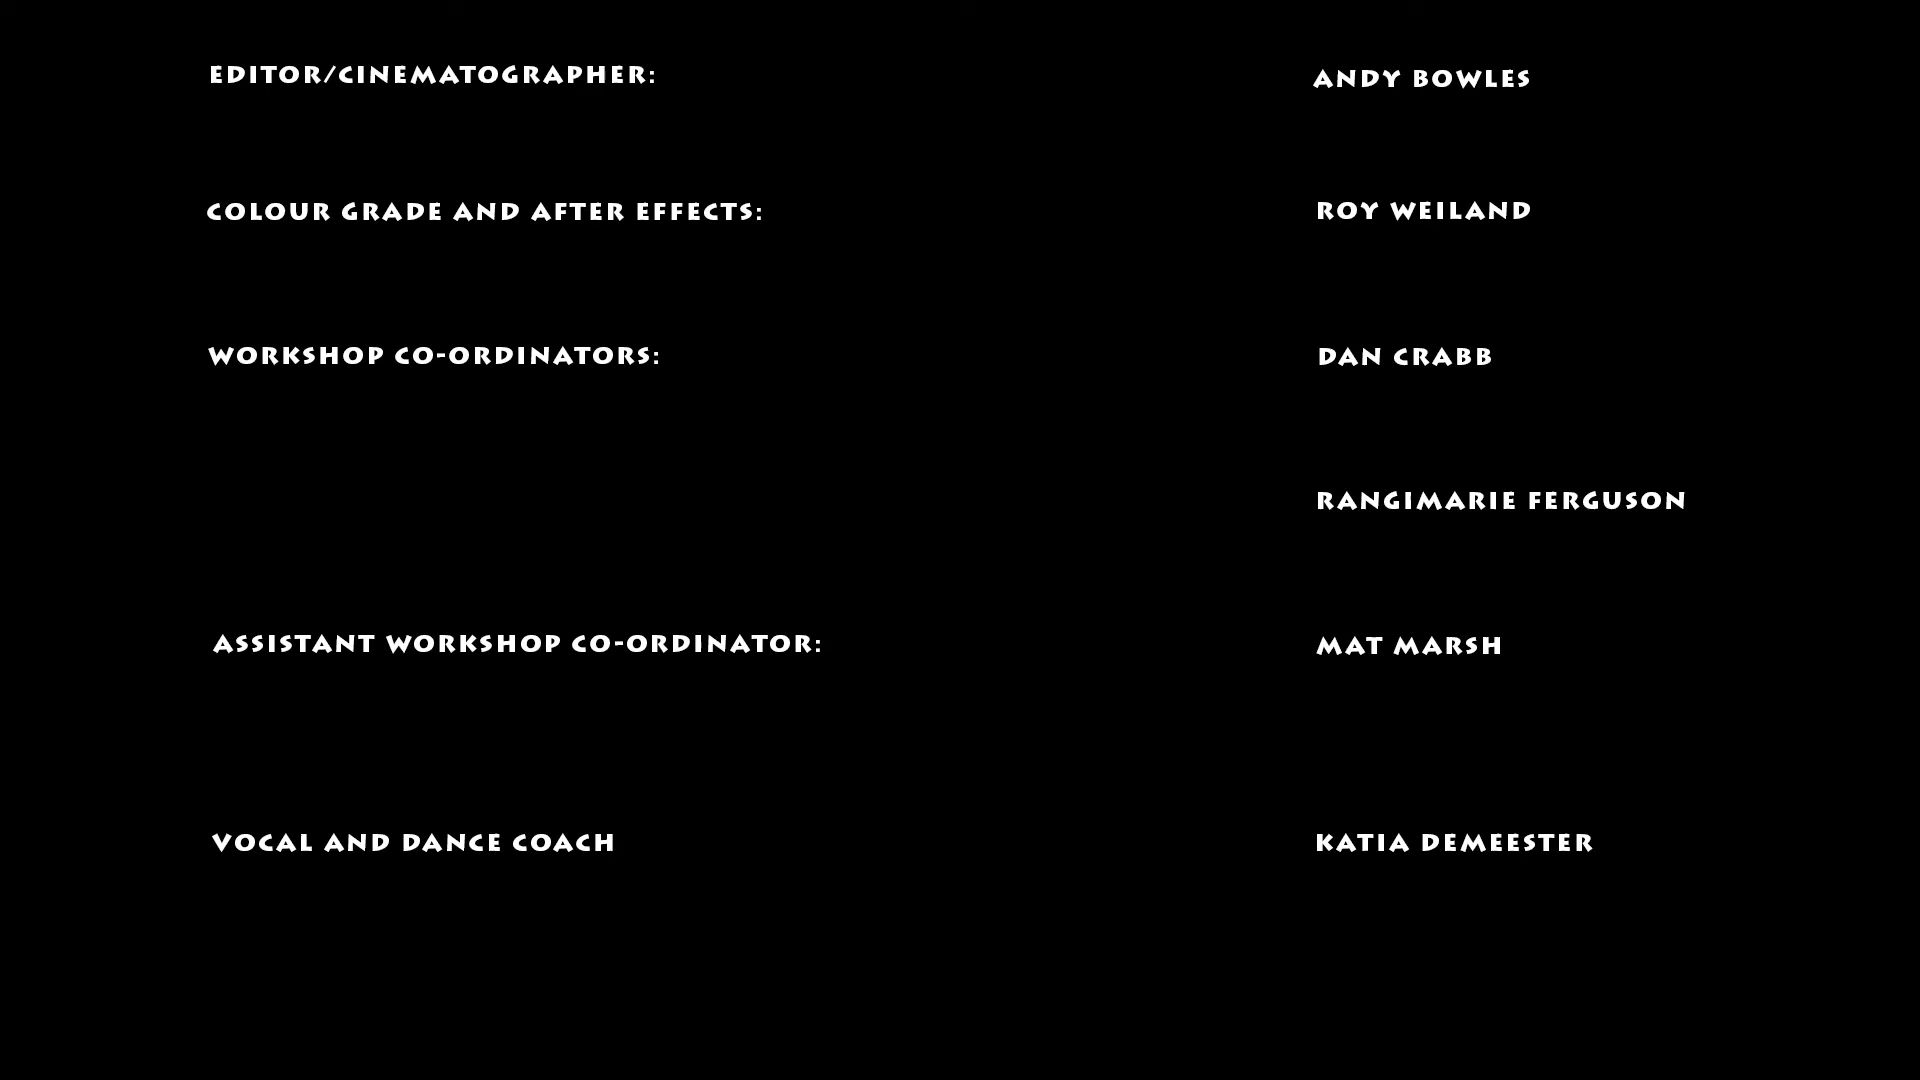 EDITOR/CINEMATOGRAPHER: ANDY BOWLES
COLOUR GRADE AND AFTER EFFECTS: ROY WEILAND
WORKSHOP CO-ORDINATORS: DAN CRABB
RANGIMARIE FERGUSON
ASSISTANT WORKSHOP CO-ORDINATOR: MAT MARSH
VOCAL AND DANCE COACH KATIA DEMEESTER